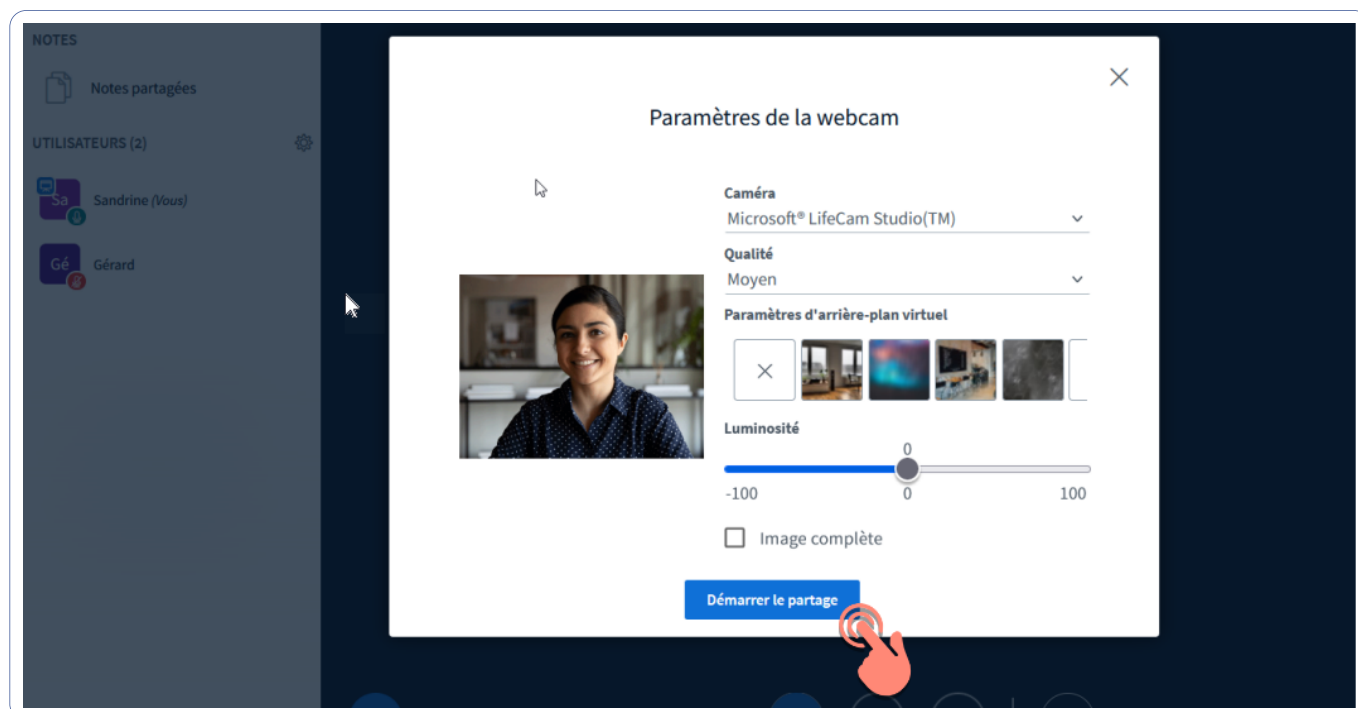 NOTES
Notes partagées
UTILISATEURS (2)
Sa
Sandrine (Vous)
Gé
Gérard
Paramètres de la webcam
Caméra
Microsoft® LifeCam Studio(TM)
Qualité
Moyen
Paramètres d'arrière-plan virtuel
Luminosité
0
-100 0 100
Image complète
Démarrer le partage